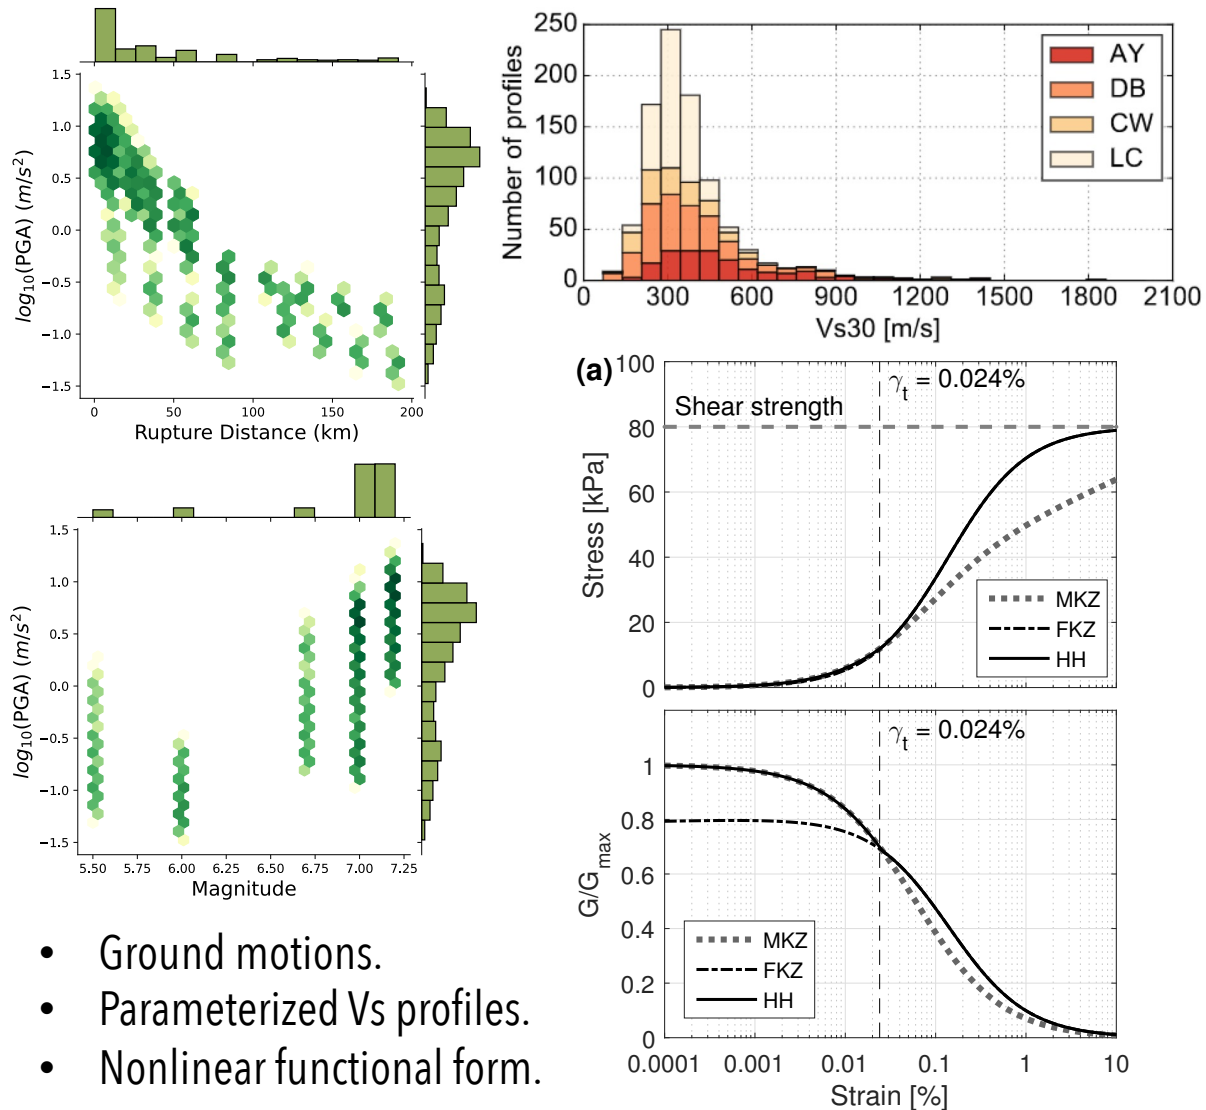 1.5
1.0
0.5
0.0
−0.5
−1.0
−1.5
log10(PGA) (m/s²)
0 50 100 150 200
Rupture Distance (km)
1.5
1.0
0.5
0.0
−0.5
−1.0
−1.5
log10(PGA) (m/s²)
5.50 5.75 6.00 6.25 6.50 6.75 7.00 7.25
Magnitude
• Ground motions.
• Parameterized Vs profiles.
• Nonlinear functional form.
250
200
150
100
50
0
Number of profiles
AY
DB
CW
LC
0 300 600 900 1200 1500 1800 2100
Vs30 [m/s]
(a)
γt = 0.024%
Shear strength
100
80
60
40
20
0
Stress [kPa]
MKZ
FKZ
HH
γt = 0.024%
1
0.8
0.6
0.4
0.2
0
G/Gmax
MKZ
FKZ
HH
0.0001 0.001 0.01 0.1 1 10
Strain [%]